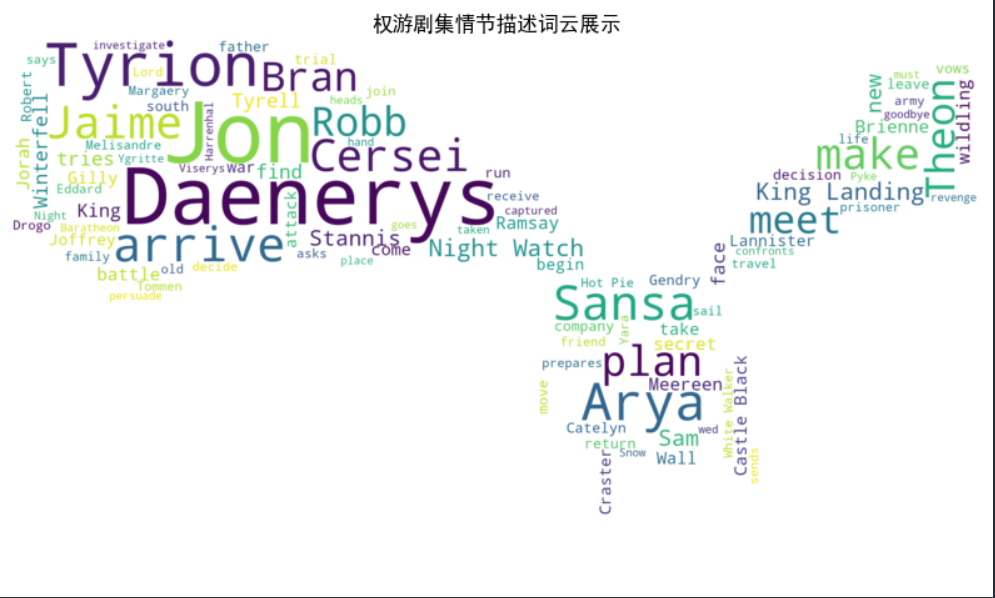 权游剧集情节描述词云展示
investigate
father
says
Tyrion
Lord
Bran
trial
Robert
Margaery
south
Tyrell
heads
join
Winterfell
Jaime
Harrenhal
Jon
Robb
hand
Jorah
Melisandre
tries
Ygritte
Viserys
war
find
Cersei
run
Gilly
Eddard
Daenerys
receive
captured
Night
King
attack
goes
taken
Ramsay
Drogo
Baratheon
Joffrey
arrive
Stannis
come
Night Watch
family
old
decide
asks
place
begin
battle
Tommen
persuade
must
vows
new
leave
army
goodbye
Theon
wildling
Brienne
life
make
decision
Pyke
King Landing
revenge
meet
prisoner
Lannister
confronts
travel
face
Hot Pie
Gendry
Sansa
sail
company
Yara
take
friend
secret
prepares
plan
Meereen
move
Arya
White Walker
Castle Black
Catelyn
wed
return
Sam
Snow
Wall
sends
Craster